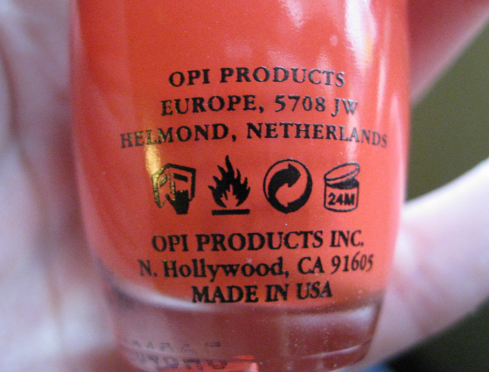 OPI PRODUCTS
EUROPE, 5708 JW
HELMOND, NETHERLANDS
24M
OPI PRODUCTS INC.
N. Hollywood, CA 91605
MADE IN USA